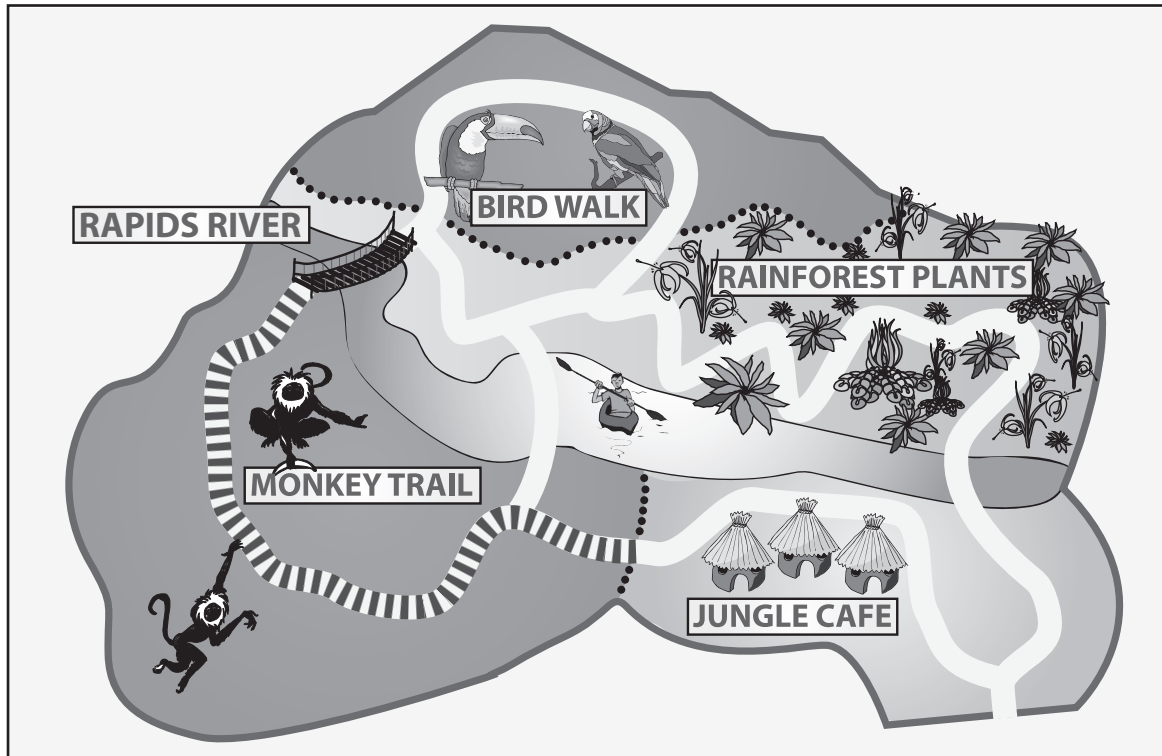 BIRD WALK
RAPIDS RIVER
RAINFOREST PLANTS
MONKEY TRAIL
JUNGLE CAFE